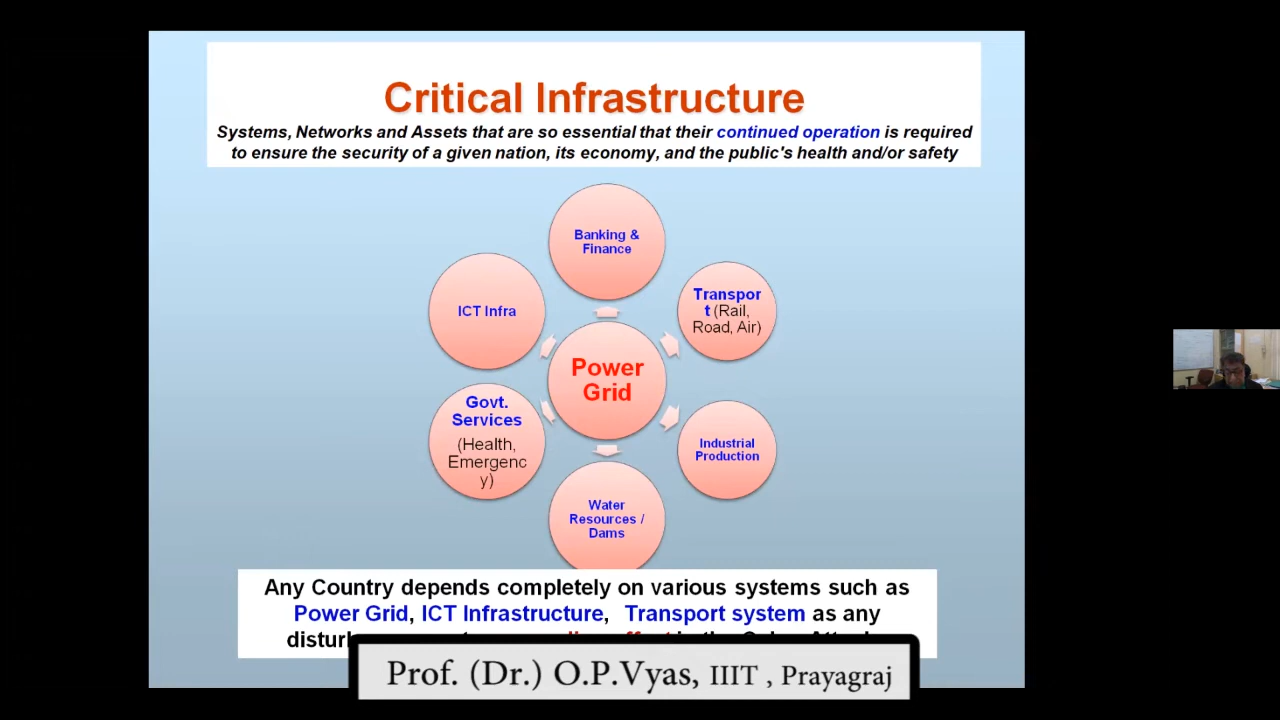 Critical Infrastructure
Systems, Networks and Assets that are so essential that their continued operation is required
to ensure the security of a given nation, its economy, and the public's health and/or safety
Banking &
Finance
Transpor
t (Rail,
Road, Air)
ICT Infra
Power
Grid
Govt.
Services
(Health,
Emergenc
y)
Industrial
Production
Water
Resources /
Dams
Any Country depends completely on various systems such as
Power Grid, ICT Infrastructure, Transport system as any
Prof. (Dr.) O.P.Vyas, IIIT , Prayagraj